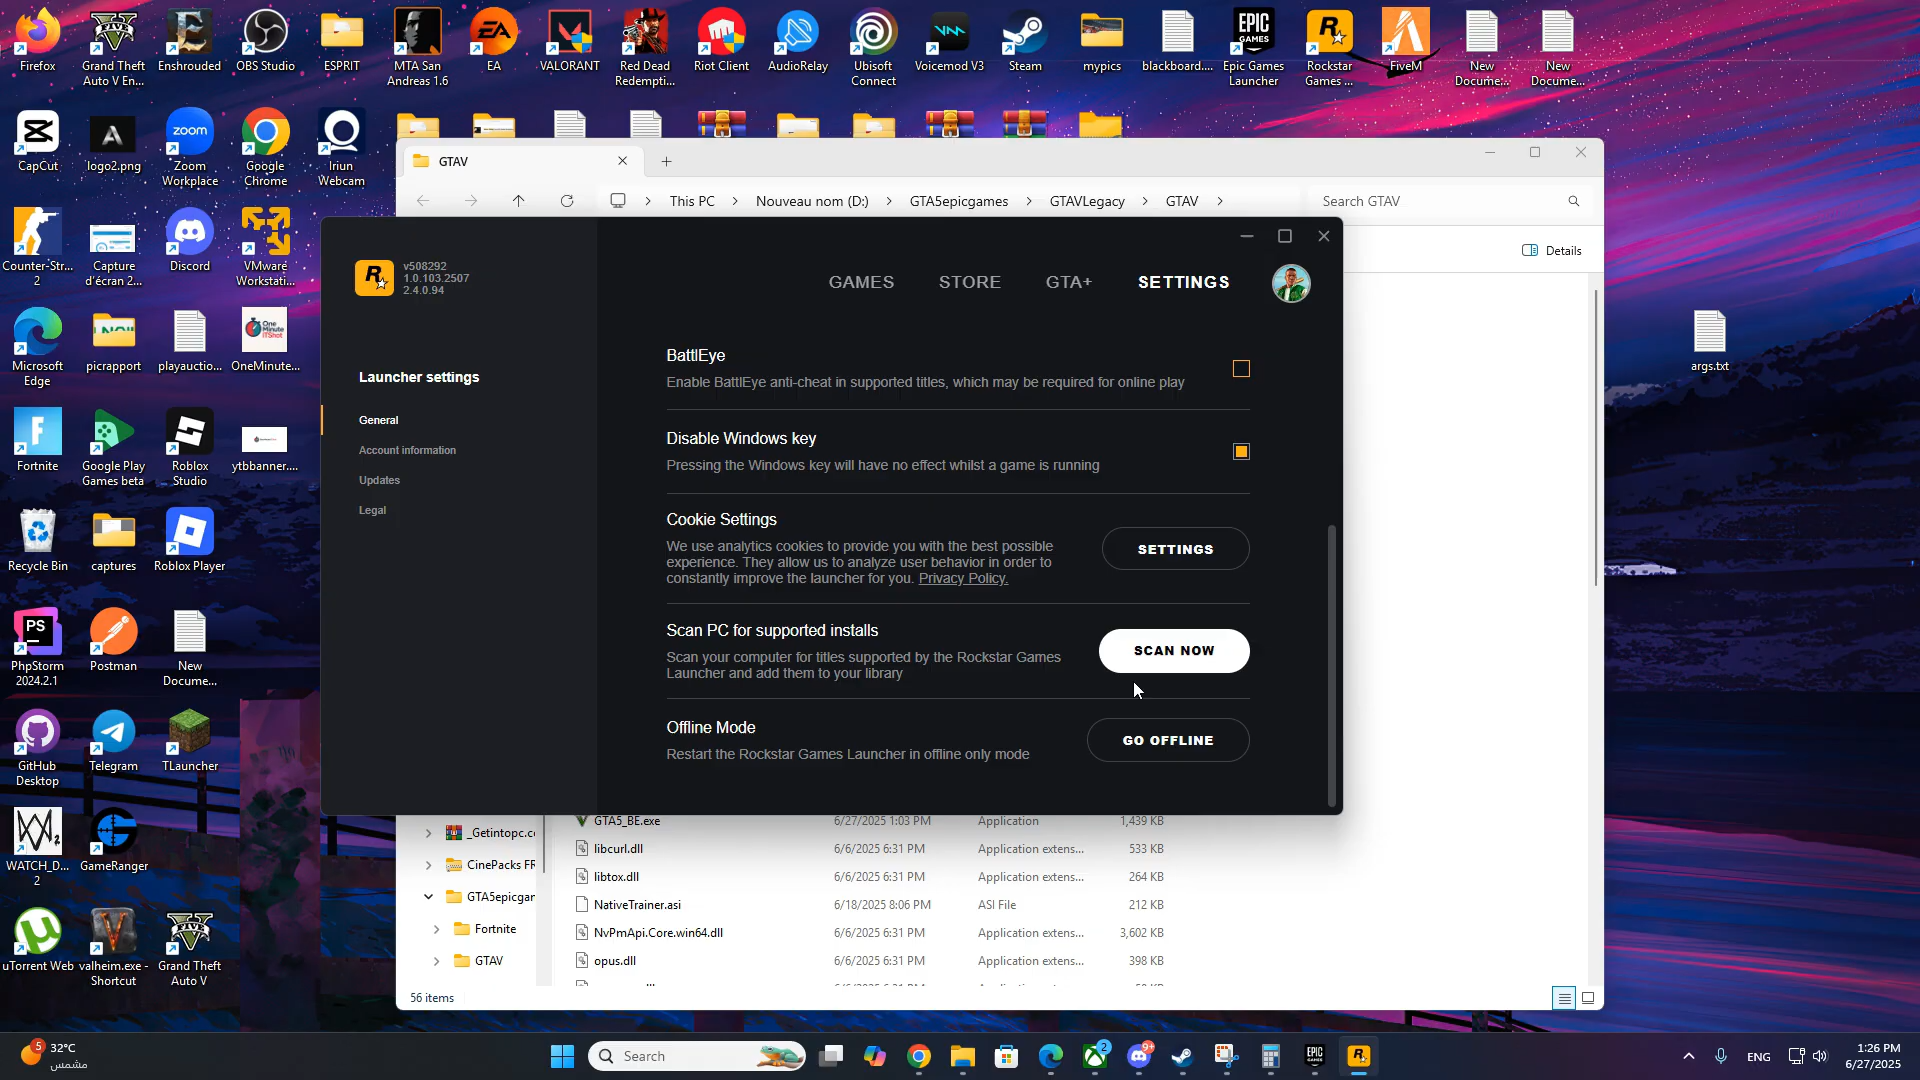 Firefox
Grand Theft
Auto V En...
Enshrouded
OBS Studio
ESPRIT
MTA San
Andreas 1.6
EA
VALORANT
Red Dead
Redempti...
Riot Client
AudioRelay
Ubisoft
Connect
Voicemod V3
Steam
mypics
blackboard....
Epic Games
Launcher
Rockstar
Games ...
FiveM
New
Docume...
New
Docume...
CapCut
logo2.png
Zoom
Workplace
Google
Chrome
Iriun
Webcam
Counter-Str...
2
Capture
d'écran 2...
Discord
VMware
Workstati...
Microsoft
Edge
picrapport
playauctio...
OneMinute...
Fortnite
Google Play
Games beta
Roblox
Studio
ytbbanner....
Recycle Bin
captures
Roblox Player
PhpStorm
2024.2.1
Postman
New
Docume...
GitHub
Desktop
Telegram
TLauncher
WATCH_D...
2
GameRanger
uTorrent Web
valheim.exe -
Shortcut
Grand Theft
Auto V
args.txt
GTAV
This PC
Nouveau nom (D:)
GTA5epicgames
GTAVLegacy
GTAV
Search GTAV
Details
v508292
1.0.103.2507
2.4.0.94
GAMES
STORE
GTA+
SETTINGS
Launcher settings
General
Account information
Updates
Legal
BattlEye
Enable BattlEye anti-cheat in supported titles, which may be required for online play
Disable Windows key
Pressing the Windows key will have no effect whilst a game is running
Cookie Settings
We use analytics cookies to provide you with the best possible
experience. They allow us to analyze user behavior in order to
constantly improve the launcher for you. Privacy Policy.
SETTINGS
Scan PC for supported installs
Scan your computer for titles supported by the Rockstar Games
Launcher and add them to your library
SCAN NOW
Offline Mode
Restart the Rockstar Games Launcher in offline only mode
GO OFFLINE
_Getintopc.c
CinePacks FR
GTA5epicgar
Fortnite
GTAV
GTA5_BE.exe 6/27/2025 1:03 PM Application 1,439 KB
libcurl.dll 6/6/2025 6:31 PM Application extens... 533 KB
libtox.dll 6/6/2025 6:31 PM Application extens... 264 KB
NativeTrainer.asi 6/18/2025 8:06 PM ASI File 212 KB
NvPmApi.Core.win64.dll 6/6/2025 6:31 PM Application extens... 3,602 KB
opus.dll 6/6/2025 6:31 PM Application extens... 398 KB
56 items
5
32°C
مشمس
Search
2
9+
EPIC
ENG
1:26 PM
6/27/2025